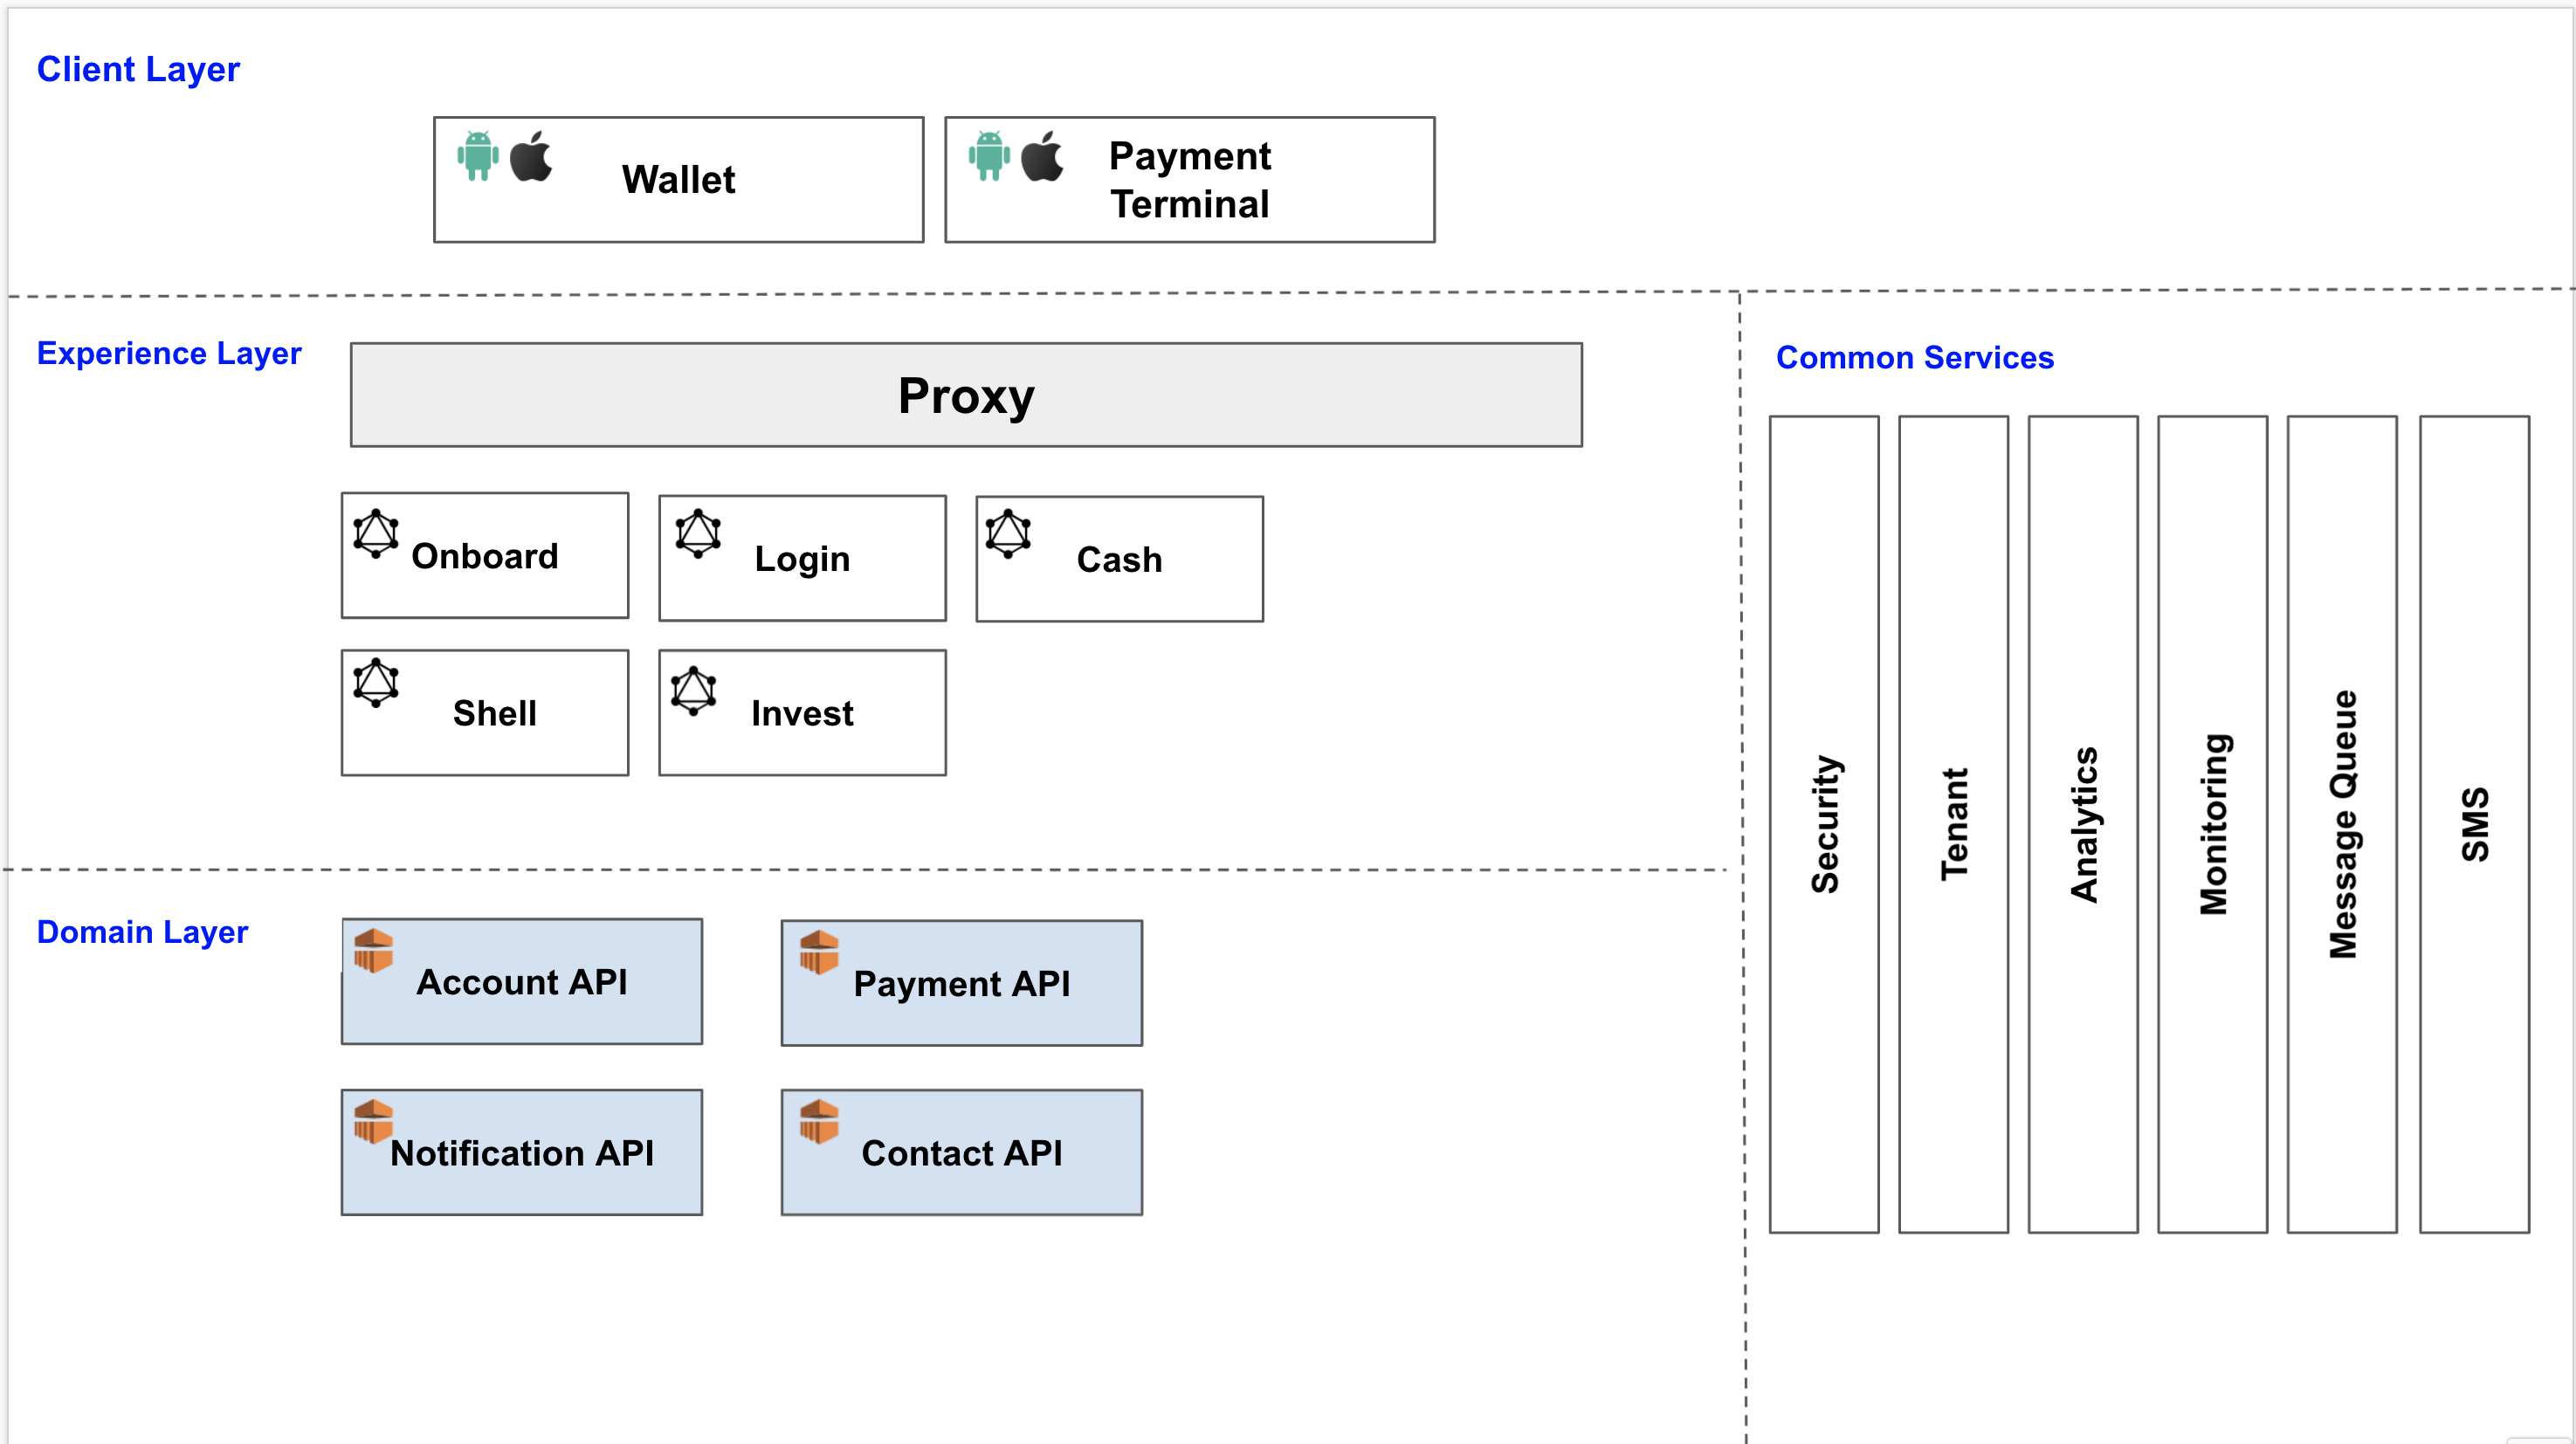 Client Layer
Wallet
Payment
Terminal
Experience Layer
Proxy
Onboard
Login
Cash
Shell
Invest
Common Services
Security
Tenant
Analytics
Monitoring
Message Queue
SMS
Domain Layer
Account API
Payment API
Notification API
Contact API